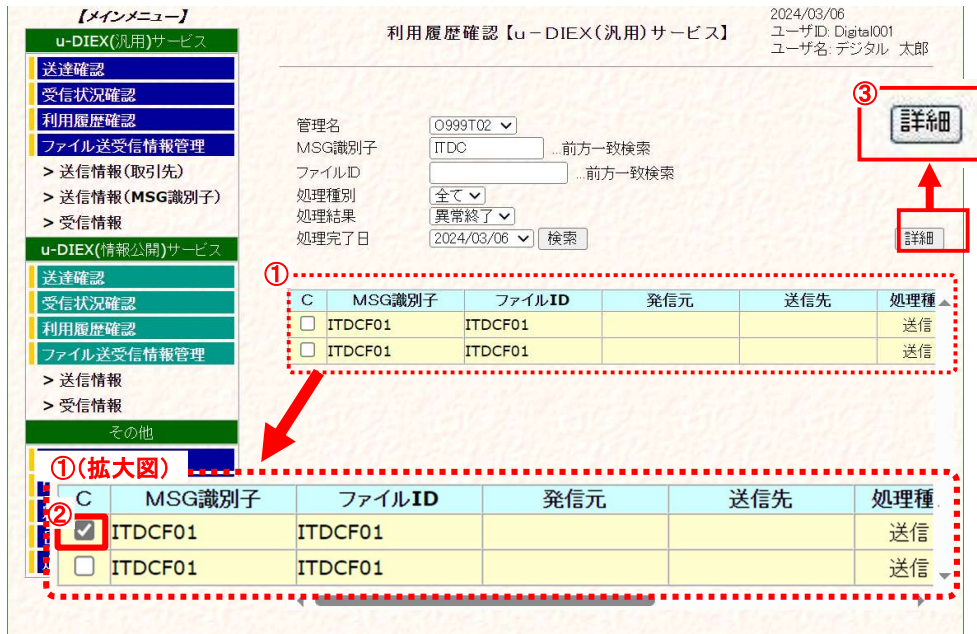 【メインメニュー】
u-DIEX(汎用)サービス
送達確認
受信状況確認
利用履歴確認
ファイル送受信情報管理
> 送信情報(取引先)
> 送信情報(MSG識別子)
> 受信情報
u-DIEX(情報公開)サービス
送達確認
受信状況確認
利用履歴確認
ファイル送受信情報管理
> 送信情報
> 受信情報
その他
利用履歴確認【u-DIEX(汎用)サービス】
2024/03/06
ユーザID: Digital001
ユーザ名: デジタル 太郎
管理名 O999T02
MSG識別子 ITDC ...前方一致検索
ファイルID ...前方一致検索
処理種別 全て
処理結果 異常終了
処理完了日 2024/03/06 検索
③
詳細
詳細
①
C MSG識別子 ファイルID 発信元 送信先 処理種
ITDCF01 ITDCF01 送信
ITDCF01 ITDCF01 送信
①(拡大図)
C MSG識別子 ファイルID 発信元 送信先 処理種
②
ITDCF01 ITDCF01 送信
ITDCF01 ITDCF01 送信